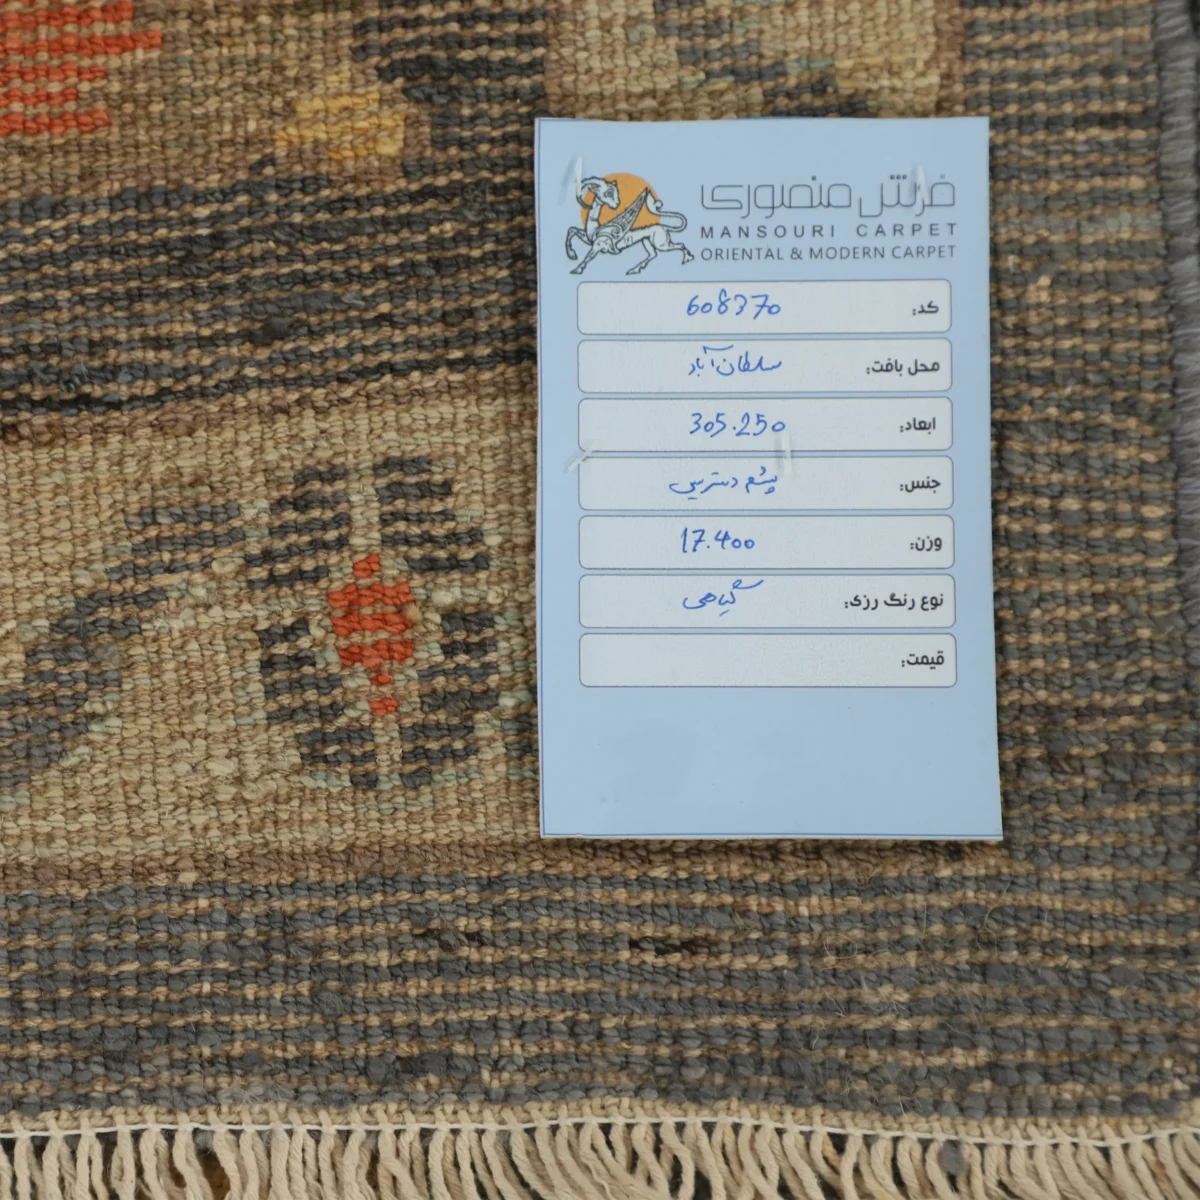 فرش منصوری
MANSOURI CARPET
ORIENTAL & MODERN CARPET
کد: 608370
محل بافت: سلطان آباد
ابعاد: 305.250
جنس: پشم دستریس
وزن: 17.400
نوع رنگ رزی: گیاهی
قیمت: